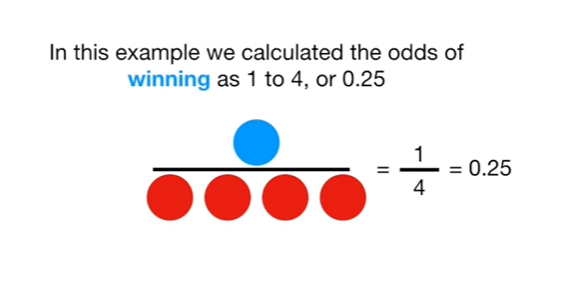 In this example we calculated the odds of
winning as 1 to 4, or 0.25
= 1/4 = 0.25